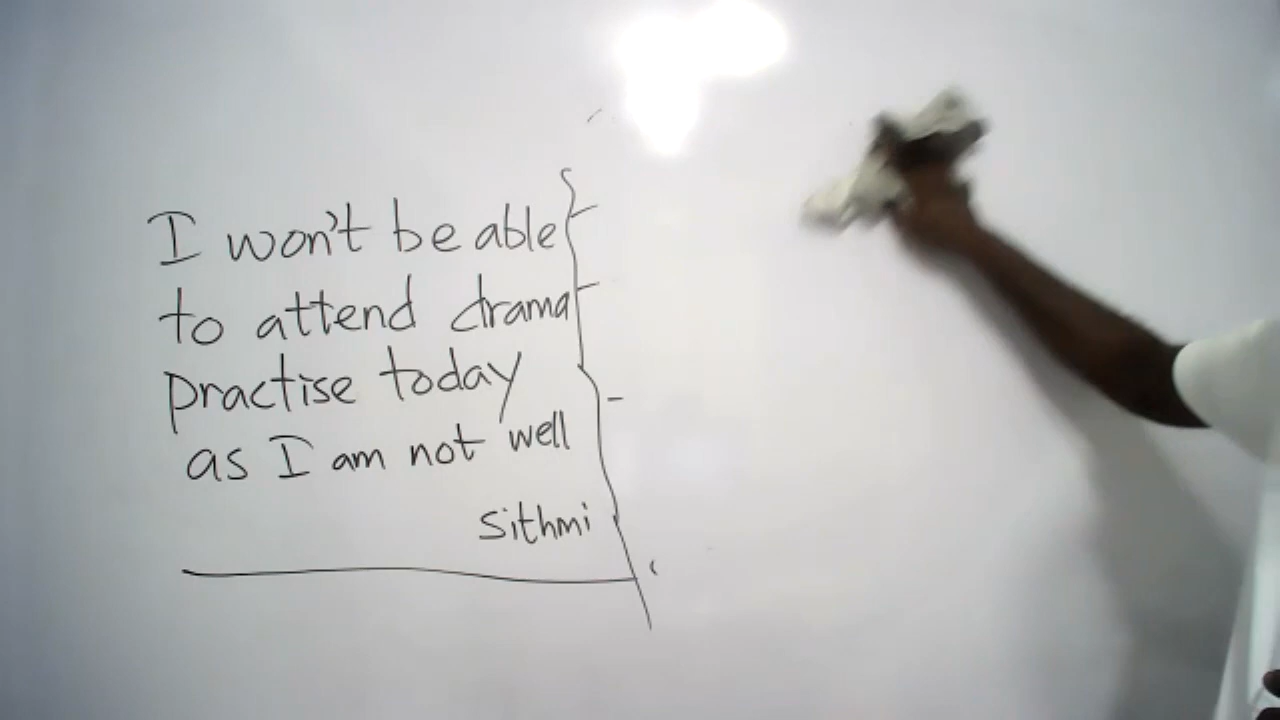 I won't be able
to attend drama
practise today
as I am not well
Sithmi